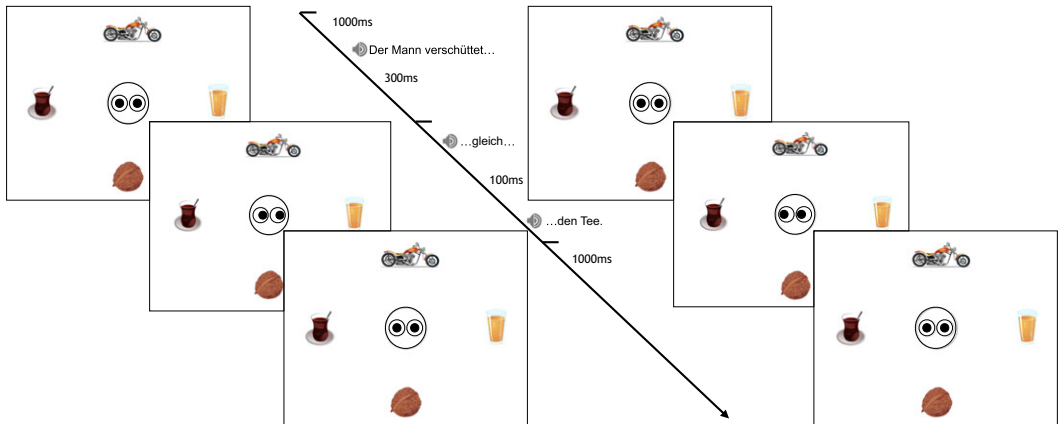 1000ms
Der Mann verschüttet…
300ms
…gleich…
100ms
…den Tee.
1000ms